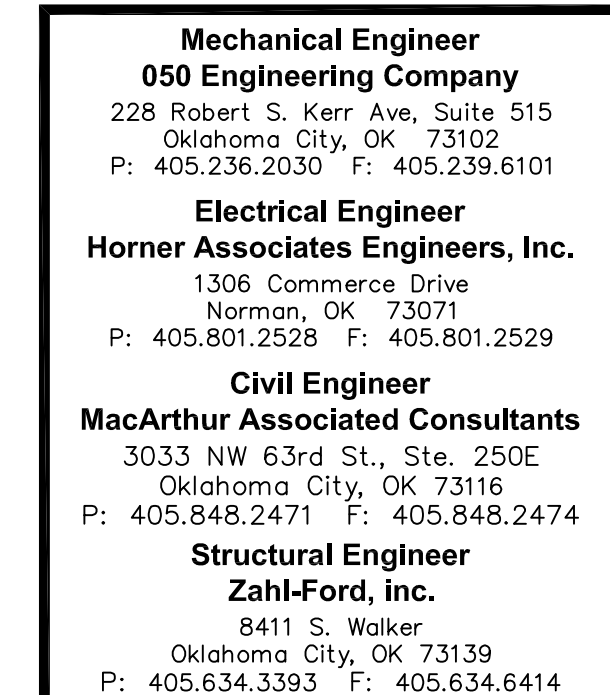 Mechanical Engineer
050 Engineering Company
228 Robert S. Kerr Ave, Suite 515
Oklahoma City, OK 73102
P: 405.236.2030 F: 405.239.6101
Electrical Engineer
Horner Associates Engineers, Inc.
1306 Commerce Drive
Norman, OK 73071
P: 405.801.2528 F: 405.801.2529
Civil Engineer
MacArthur Associated Consultants
3033 NW 63rd St., Ste. 250E
Oklahoma City, OK 73116
P: 405.848.2471 F: 405.848.2474
Structural Engineer
Zahl-Ford, inc.
8411 S. Walker
Oklahoma City, OK 73139
P: 405.634.3393 F: 405.634.6414